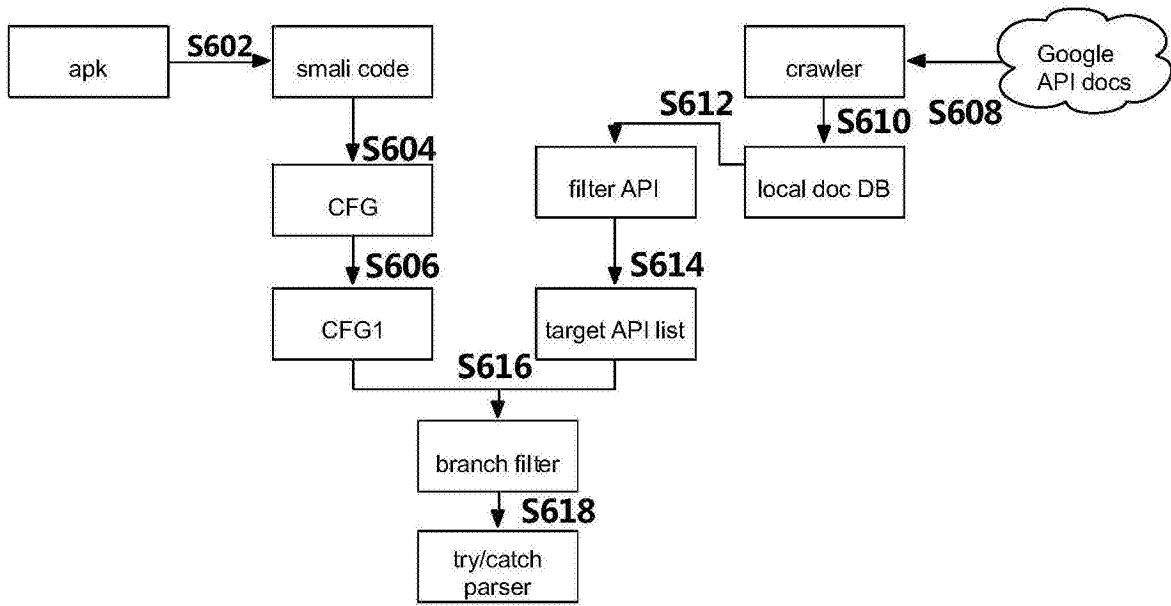 apk
S602
smali code
crawler
Google
API docs
S608
S604
S612
S610
CFG
filter API
local doc DB
S606
S614
CFG1
target API list
S616
branch filter
S618
try/catch
parser